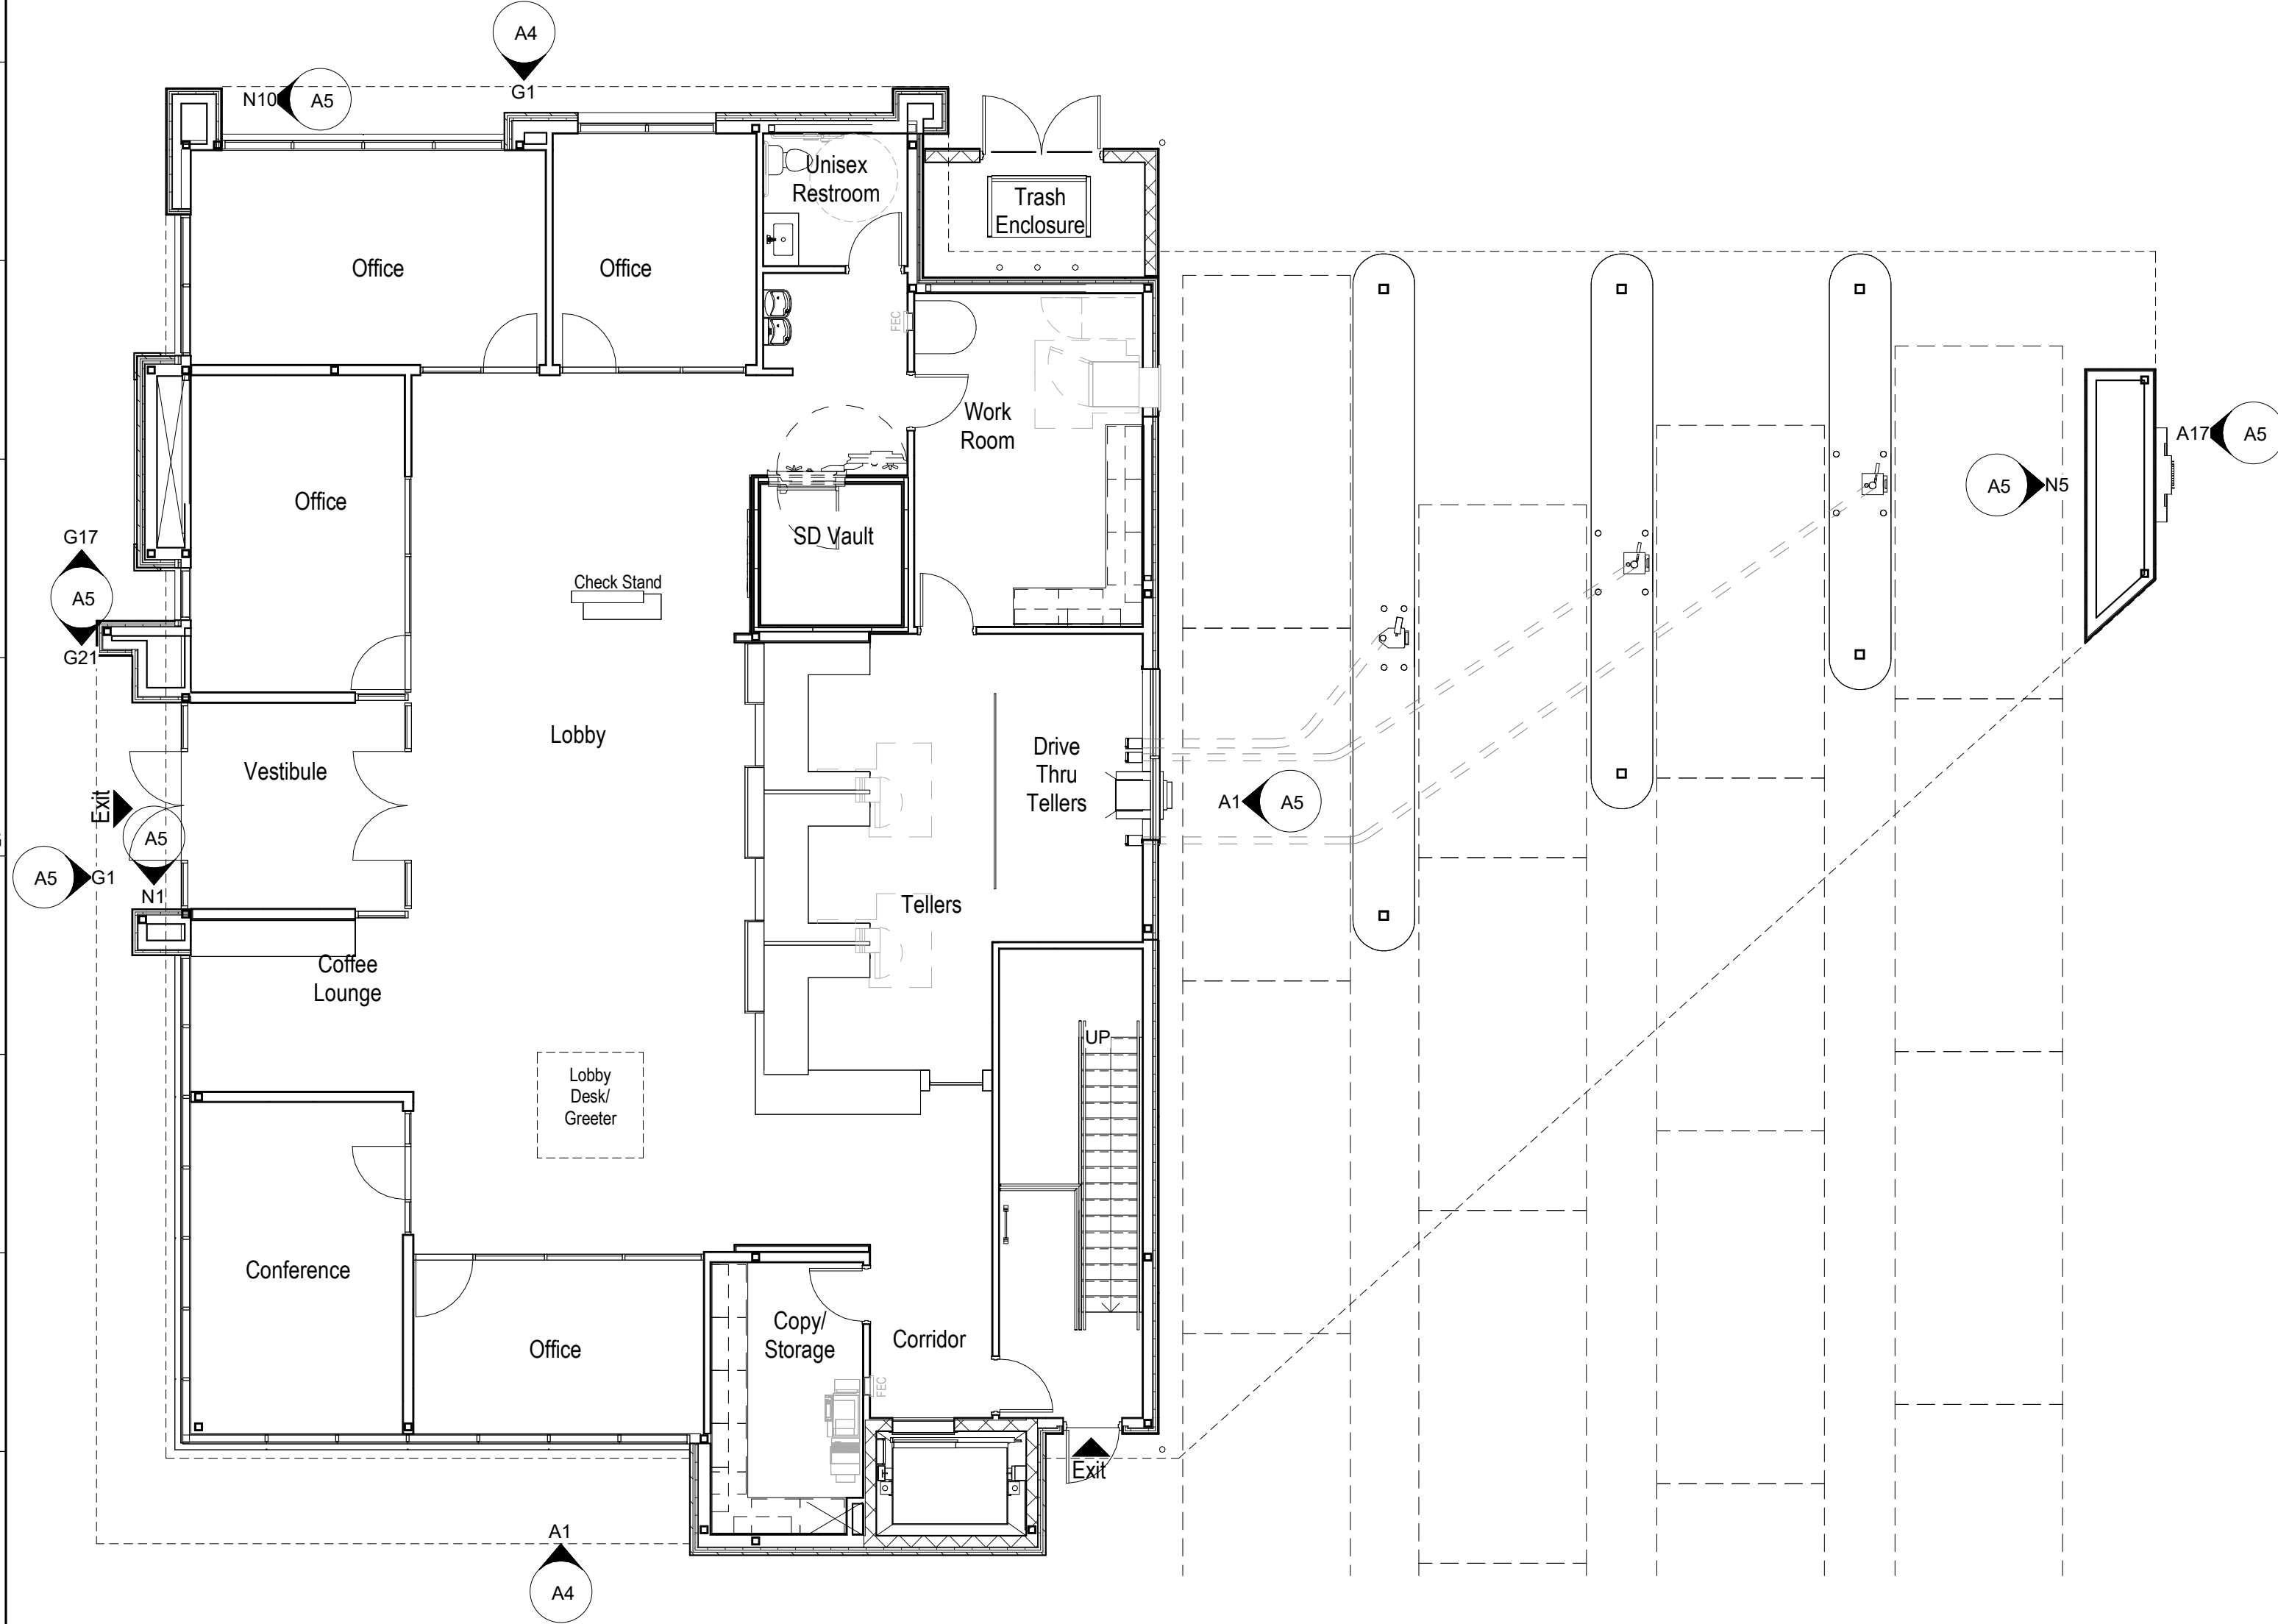 A4
G1
N10
A5
Unisex
Restroom
Trash
Enclosure
Office
Office
FEC
Work
Room
A17
A5
A5
N5
Office
SD Vault
G17
A5
G21
Check Stand
Lobby
Vestibule
Drive
Thru
Tellers
A1
A5
Exit
A5
A5
G1
N1
Tellers
Coffee
Lounge
UP
Lobby
Desk/
Greeter
Conference
Copy/
Storage
Office
Corridor
FEC
Exit
A1
A4